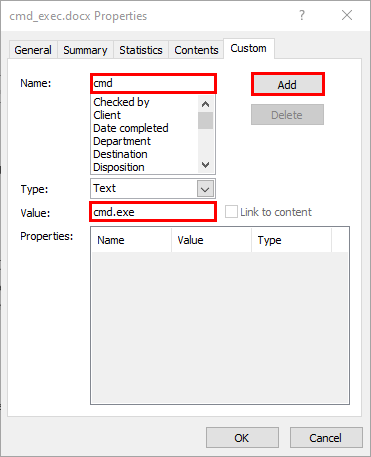 cmd_exec.docx Properties
General Summary Statistics Contents Custom
Name: cmd Add
Checked by
Client
Date completed
Department
Destination
Disposition
Delete
Type: Text
Value: cmd.exe Link to content
Properties: Name Value Type
OK Cancel